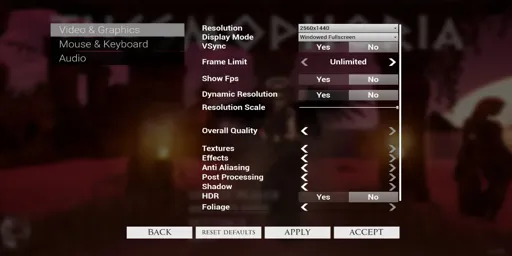 Video & Graphics
Mouse & Keyboard
Audio
Resolution 2560x1440
Display Mode Windowed Fullscreen
VSync Yes No
Frame Limit Unlimited
Show Fps Yes No
Dynamic Resolution Yes No
Resolution Scale
Overall Quality
Textures
Effects
Anti Aliasing
Post Processing
Shadow
HDR Yes No
Foliage
BACK RESET DEFAULTS APPLY ACCEPT